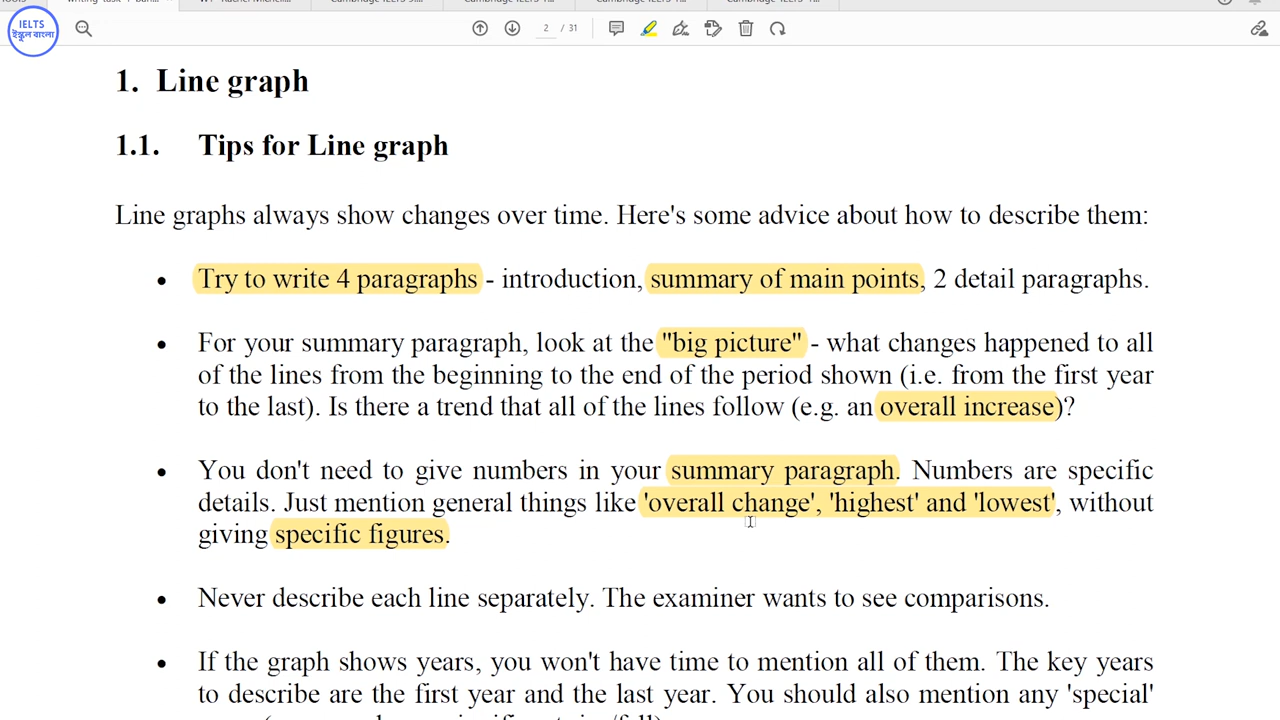 IELTS
ইস্কুল বাংলা
2 / 31
1. Line graph
1.1. Tips for Line graph
Line graphs always show changes over time. Here's some advice about how to describe them:
• Try to write 4 paragraphs - introduction, summary of main points, 2 detail paragraphs.
• For your summary paragraph, look at the "big picture" - what changes happened to all
of the lines from the beginning to the end of the period shown (i.e. from the first year
to the last). Is there a trend that all of the lines follow (e.g. an overall increase)?
• You don't need to give numbers in your summary paragraph. Numbers are specific
details. Just mention general things like 'overall change', 'highest' and 'lowest', without
giving specific figures.
• Never describe each line separately. The examiner wants to see comparisons.
• If the graph shows years, you won't have time to mention all of them. The key years
to describe are the first year and the last year. You should also mention any 'special'